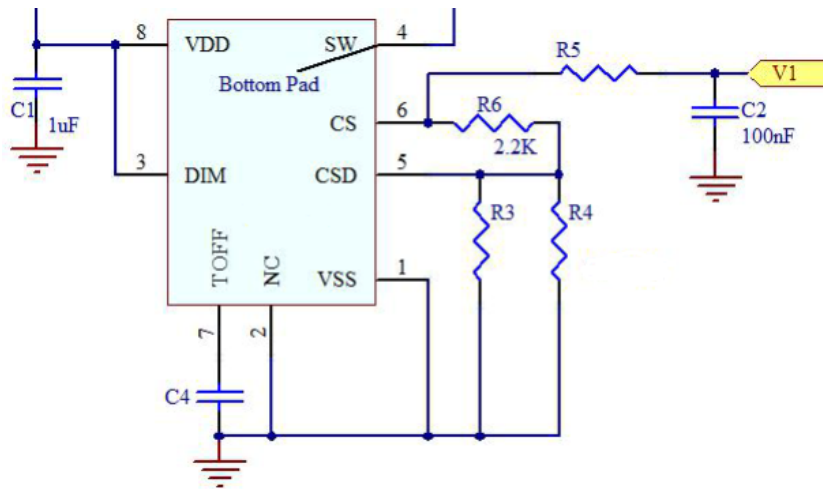 8
VDD
SW
4
R5
V1
Bottom Pad
C1
1uF
6
CS
R6
2.2K
C2
100nF
3
DIM
CSD
5
R3
R4
TOFF
NC
VSS
1
7
2
C4